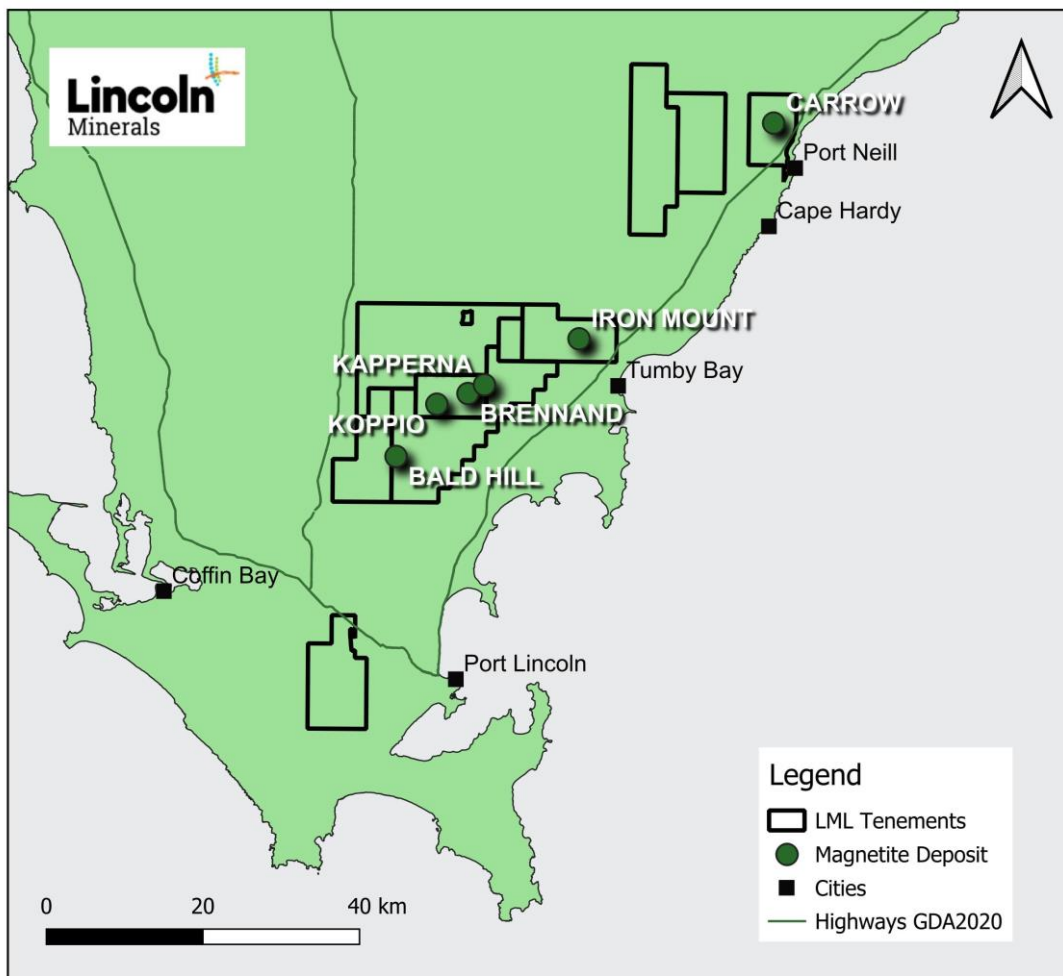 Lincoln
Minerals
CARROW
Port Neill
Cape Hardy
IRON MOUNT
KAPPERNA
Tumby Bay
BRENNAND
KOPPIO
BALD HILL
Coffin Bay
Port Lincoln
Legend
LML Tenements
Magnetite Deposit
Cities
Highways GDA2020
0 20 40 km